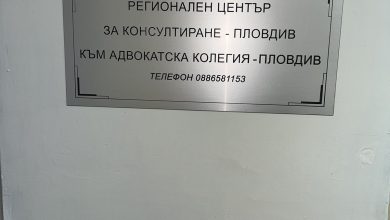 РЕГИОНАЛЕН ЦЕНТЪР
ЗА КОНСУЛТИРАНЕ - ПЛОВДИВ
КЪМ АДВОКАТСКА КОЛЕГИЯ - ПЛОВДИВ
ТЕЛЕФОН 0886581153